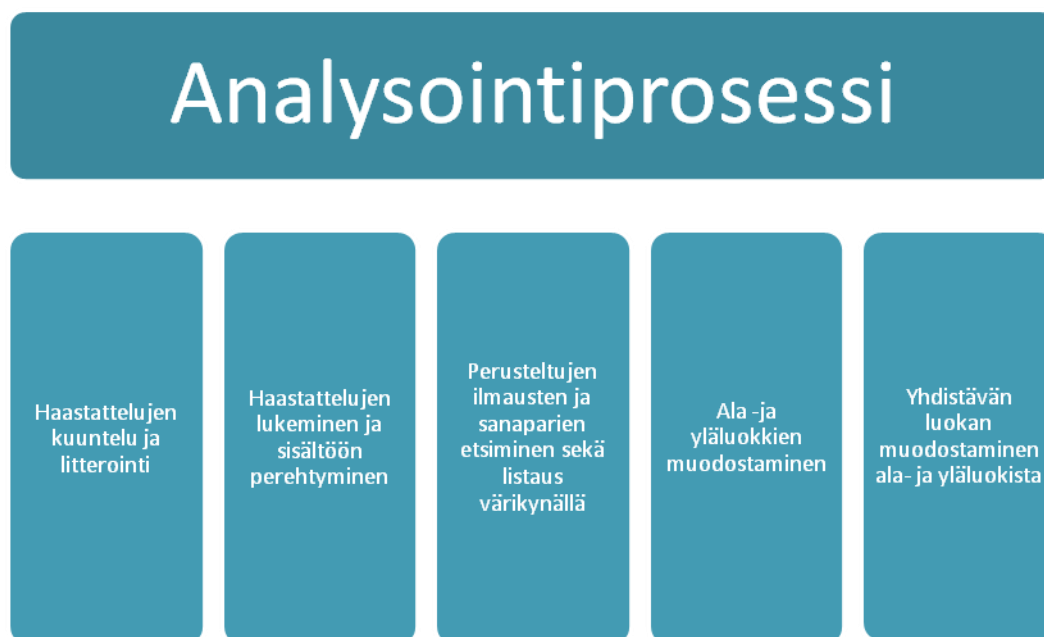 Analysointiprosessi
Haastattelujen
kuuntelu ja
litterointi
Haastattelujen
lukeminen ja
sisältöön
perehtyminen
Perusteltujen
ilmausten ja
sanaparien
etsiminen sekä
listaus
värikynällä
Ala -ja
yläluokkien
muodostaminen
Yhdistävän
luokan
muodostaminen
ala- ja yläluokista